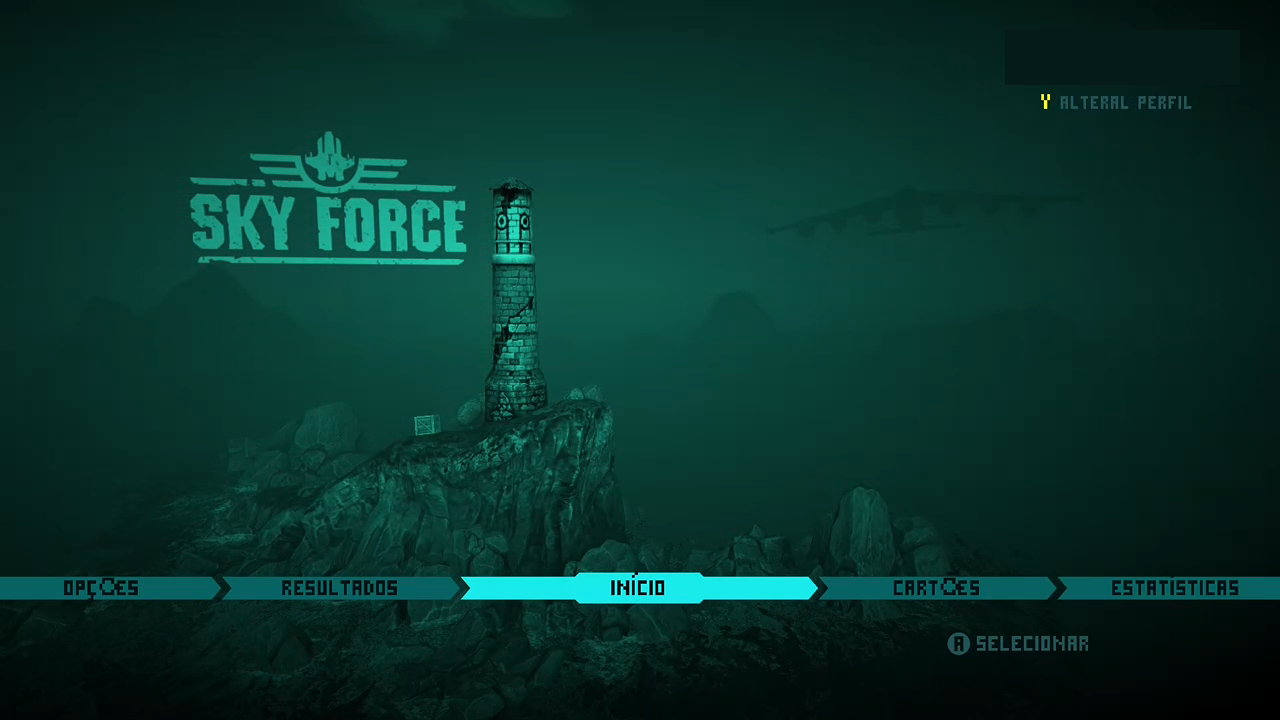 Y ALTERAL PERFIL
SKY FORCE
OPÇÕES
RESULTADOS
INÍCIO
CARTÕES
ESTATÍSTICAS
A SELECIONAR